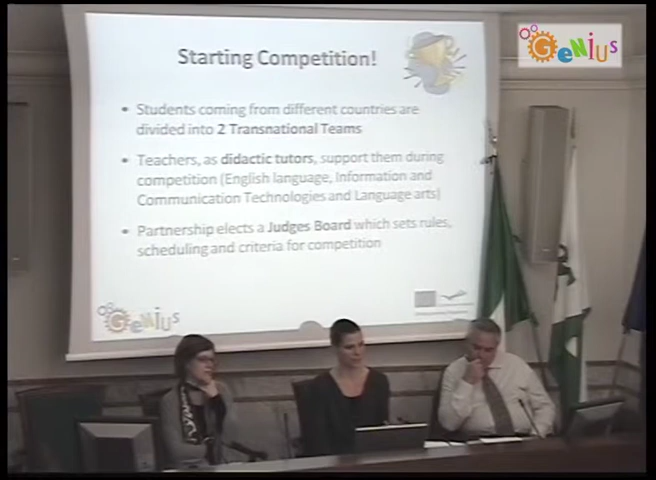 GeNiUs
Starting Competition!
• Students coming from different countries are
divided into 2 Transnational Teams
• Teachers, as didactic tutors, support them during
competition (English language, Information and
Communication Technologies and Language arts)
• Partnership elects a Judges Board which sets rules,
scheduling and criteria for competition
GeNiUs